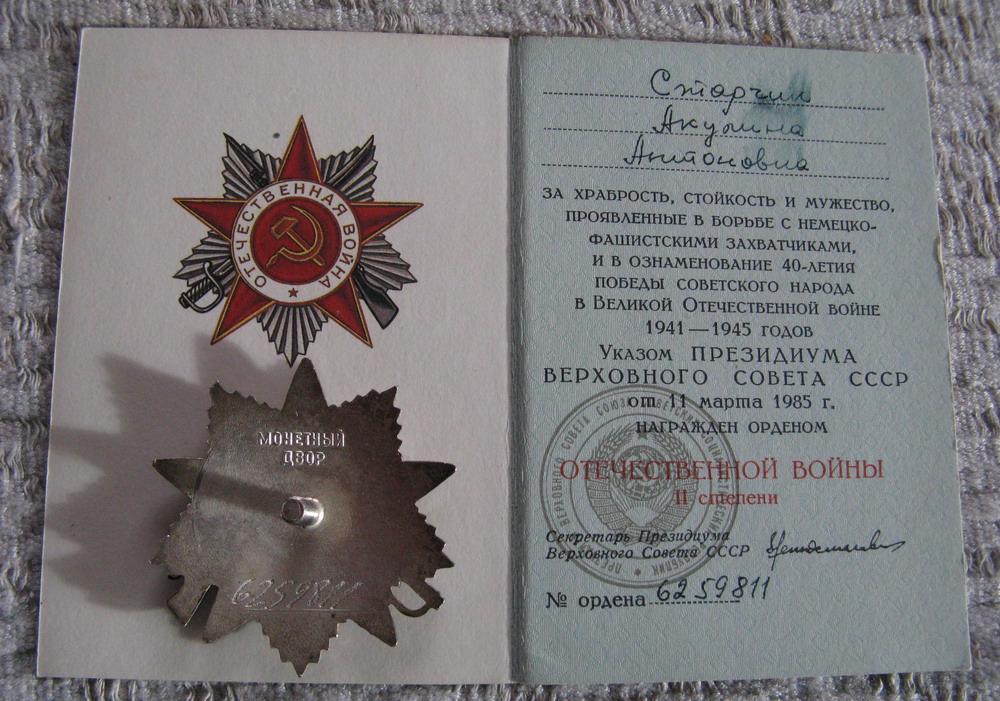 ОТЕЧЕСТВЕННАЯ ВОЙНА
МОНЕТНЫЙ
ДВОР
6259811
Старчик
Акулина
Антоновна
ЗА ХРАБРОСТЬ, СТОЙКОСТЬ И МУЖЕСТВО,
ПРОЯВЛЕННЫЕ В БОРЬБЕ С НЕМЕЦКО-
ФАШИСТСКИМИ ЗАХВАТЧИКАМИ,
И В ОЗНАМЕНОВАНИЕ 40-ЛЕТИЯ
ПОБЕДЫ СОВЕТСКОГО НАРОДА
В ВЕЛИКОЙ ОТЕЧЕСТВЕННОЙ ВОЙНЕ
1941—1945 ГОДОВ
УКАЗОМ ПРЕЗИДИУМА
ВЕРХОВНОГО СОВЕТА СССР
от 11 марта 1985 г.
НАГРАЖДЕН ОРДЕНОМ
ОТЕЧЕСТВЕННОЙ ВОЙНЫ
II степени
Секретарь Президиума
Верховного Совета СССР
№ ордена 6259811